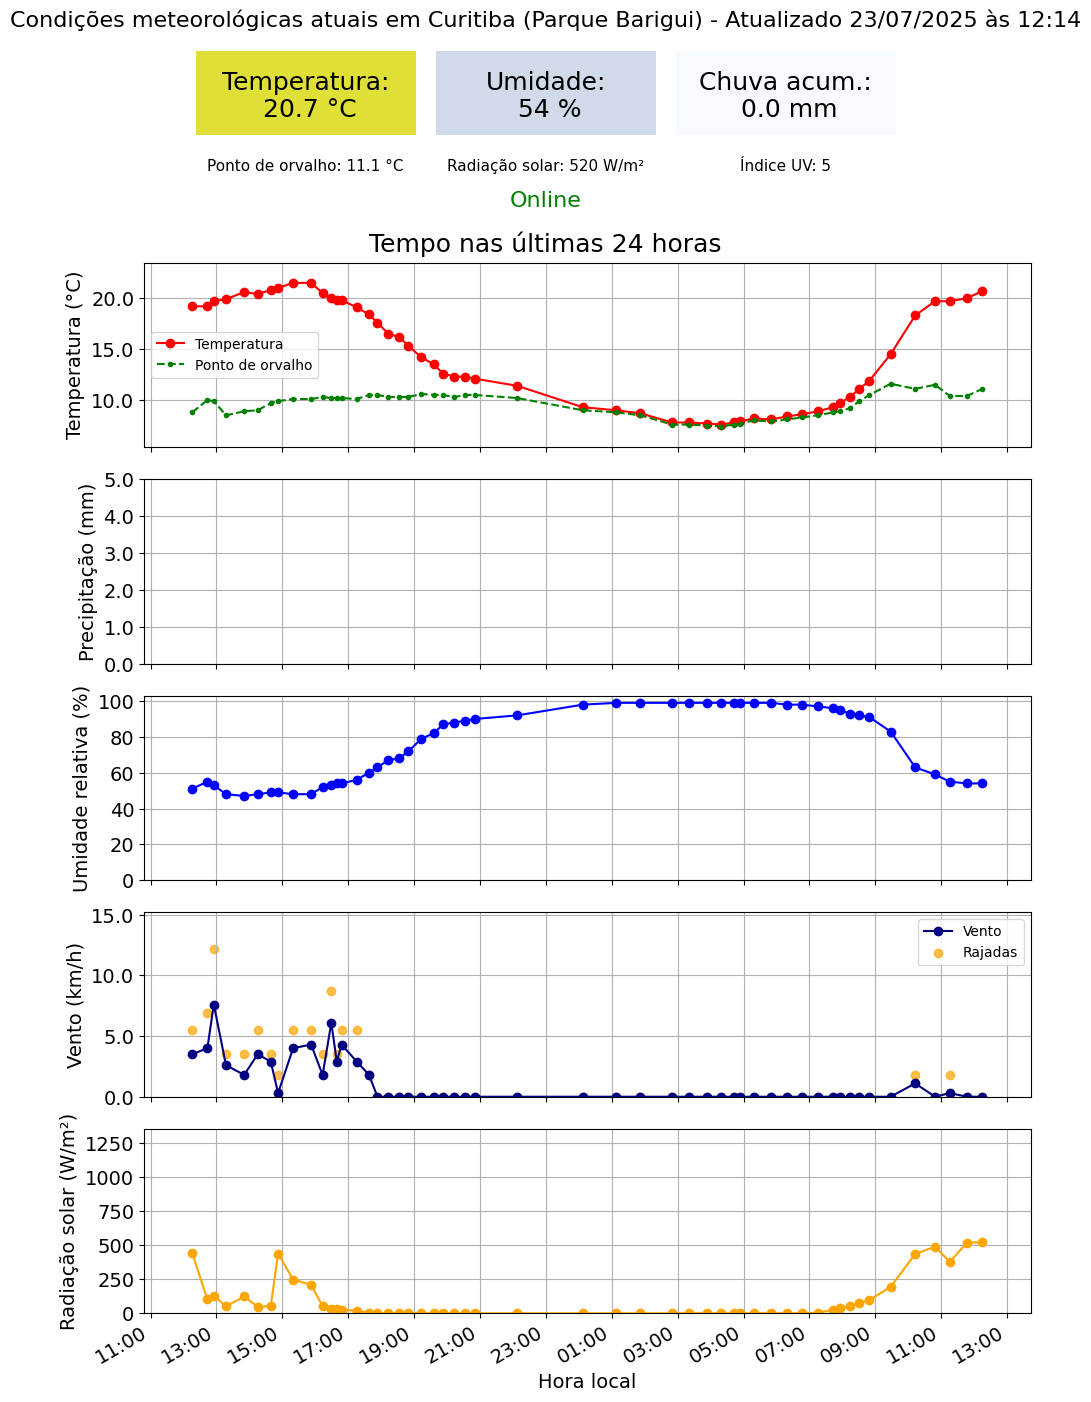 Condições meteorológicas atuais em Curitiba (Parque Barigui) - Atualizado 23/07/2025 às 12:14
Temperatura:
20.7 °C
Umidade:
54 %
Chuva acum.:
0.0 mm
Ponto de orvalho: 11.1 °C
Radiação solar: 520 W/m²
Índice UV: 5
Online
Tempo nas últimas 24 horas
Temperatura (°C)
20.0
15.0
10.0
Temperatura
Ponto de orvalho
Precipitação (mm)
5.0
4.0
3.0
2.0
1.0
0.0
Umidade relativa (%)
100
80
60
40
20
0
Vento (km/h)
15.0
10.0
5.0
0.0
Vento
Rajadas
Radiação solar (W/m²)
1250
1000
750
500
250
0
11:00
13:00
15:00
17:00
19:00
21:00
23:00
01:00
03:00
05:00
07:00
09:00
11:00
13:00
Hora local